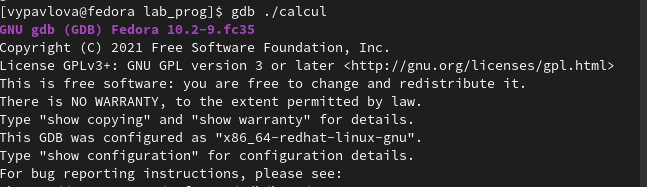 [vypavlova@fedora lab_prog]$ gdb ./calcul
GNU gdb (GDB) Fedora 10.2-9.fc35
Copyright (C) 2021 Free Software Foundation, Inc.
License GPLv3+: GNU GPL version 3 or later <http://gnu.org/licenses/gpl.html>
This is free software: you are free to change and redistribute it.
There is NO WARRANTY, to the extent permitted by law.
Type "show copying" and "show warranty" for details.
This GDB was configured as "x86_64-redhat-linux-gnu".
Type "show configuration" for configuration details.
For bug reporting instructions, please see: